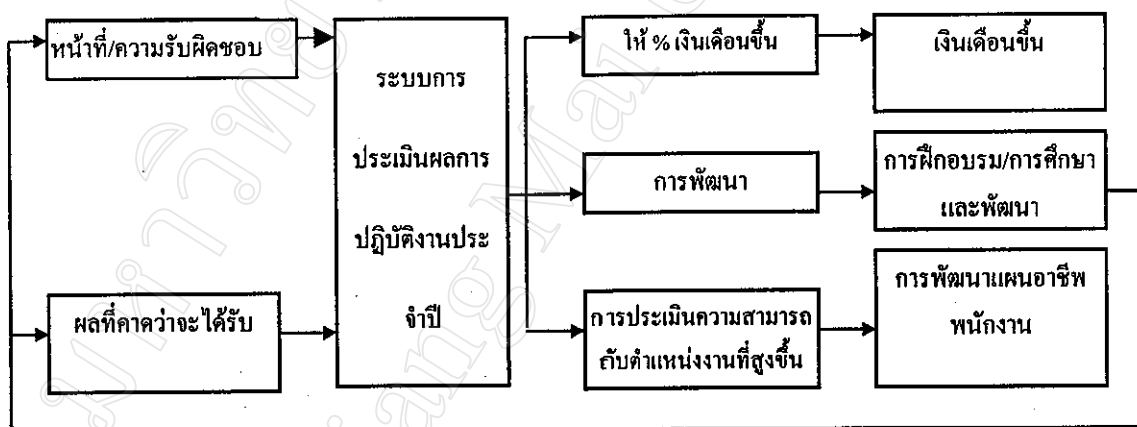 หน้าที่/ความรับผิดชอบ
ผลที่คาดว่าจะได้รับ
ระบบการ
ประเมินผลการ
ปฏิบัติงานประ
จำปี
ให้ % เงินเดือนขึ้น
การพัฒนา
การประเมินความสามารถ
กับตำแหน่งงานที่สูงขึ้น
เงินเดือนขึ้น
การฝึกอบรม/การศึกษา
และพัฒนา
การพัฒนาแผนอาชีพ
พนักงาน